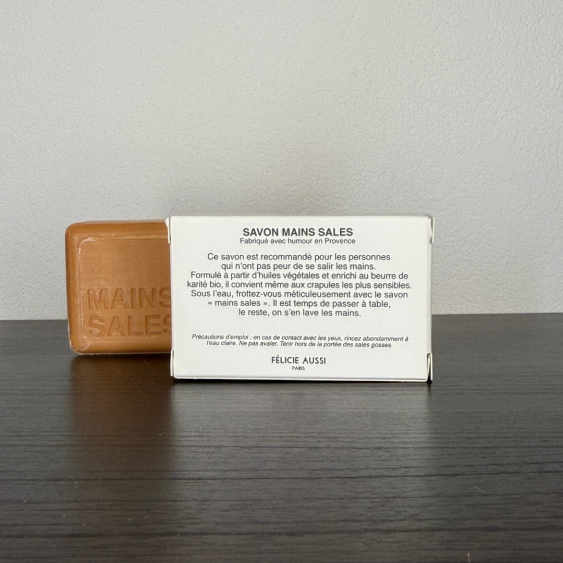 MAINS
SALES
SAVON MAINS SALES
Fabriqué avec humour en Provence
Ce savon est recommandé pour les personnes
qui n'ont pas peur de se salir les mains.
Formulé à partir d'huiles végétales et enrichi au beurre de
karité bio, il convient même aux crapules les plus sensibles.
Sous l'eau, frottez-vous méticuleusement avec le savon
« mains sales ». Il est temps de passer à table,
le reste, on s'en lave les mains.
Précautions d'emploi : en cas de contact avec les yeux, rincez abondamment à
l'eau claire. Ne pas avaler. Tenir hors de la portée des sales gosses.
FÉLICIE AUSSI
PARIS